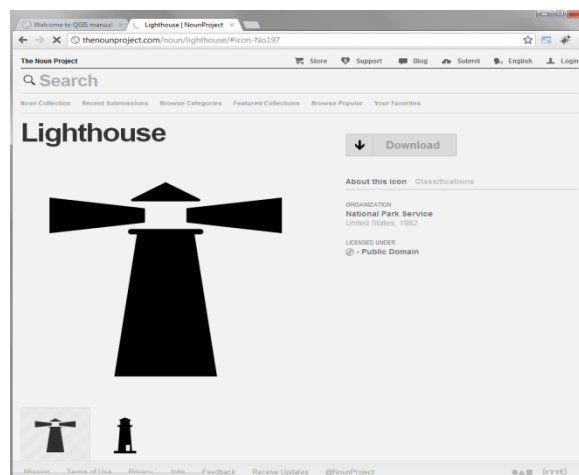 Welcome to QGIS manual
Lighthouse | NounProject
thenounproject.com/noun/lighthouse/#icon-No197
The Noun Project
Store Support Blog Submit English Login
Search
Noun Collection Recent Submissions Browse Categories Featured Collections Browse Popular Your Favorites
Lighthouse
Download
About this icon Classifications
ORGANIZATION
National Park Service
United States, 1982
LICENSED UNDER
- Public Domain
Mission Terms of Use Privacy Jobs Feedback Receive Updates @NounProject